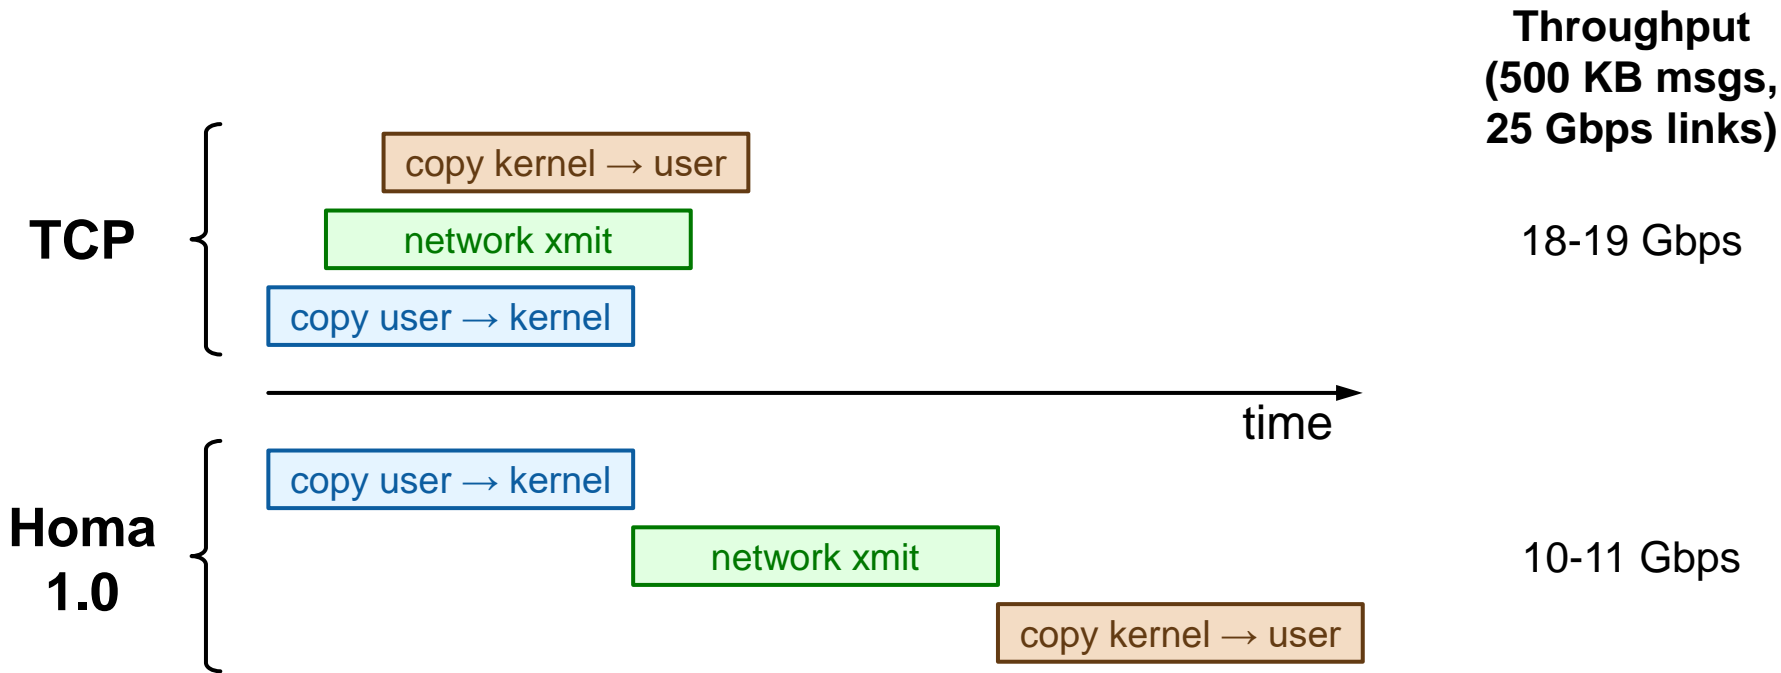 Throughput
(500 KB msgs,
25 Gbps links)
copy kernel → user
TCP
network xmit
18-19 Gbps
copy user → kernel
time
copy user → kernel
Homa
1.0
network xmit
10-11 Gbps
copy kernel → user